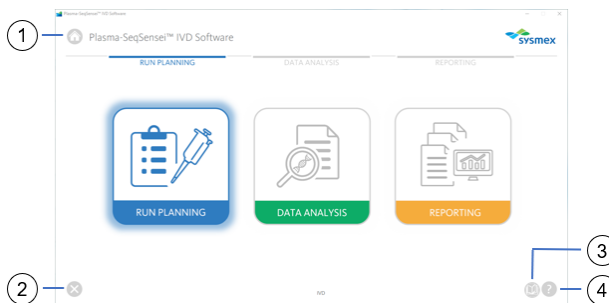 Plasma-SeqSensei™ IVD Software
1
Plasma-SeqSensei™ IVD Software
sysmex
RUN PLANNING
DATA ANALYSIS
REPORTING
RUN PLANNING
DATA ANALYSIS
REPORTING
3
2
IVD
?
4